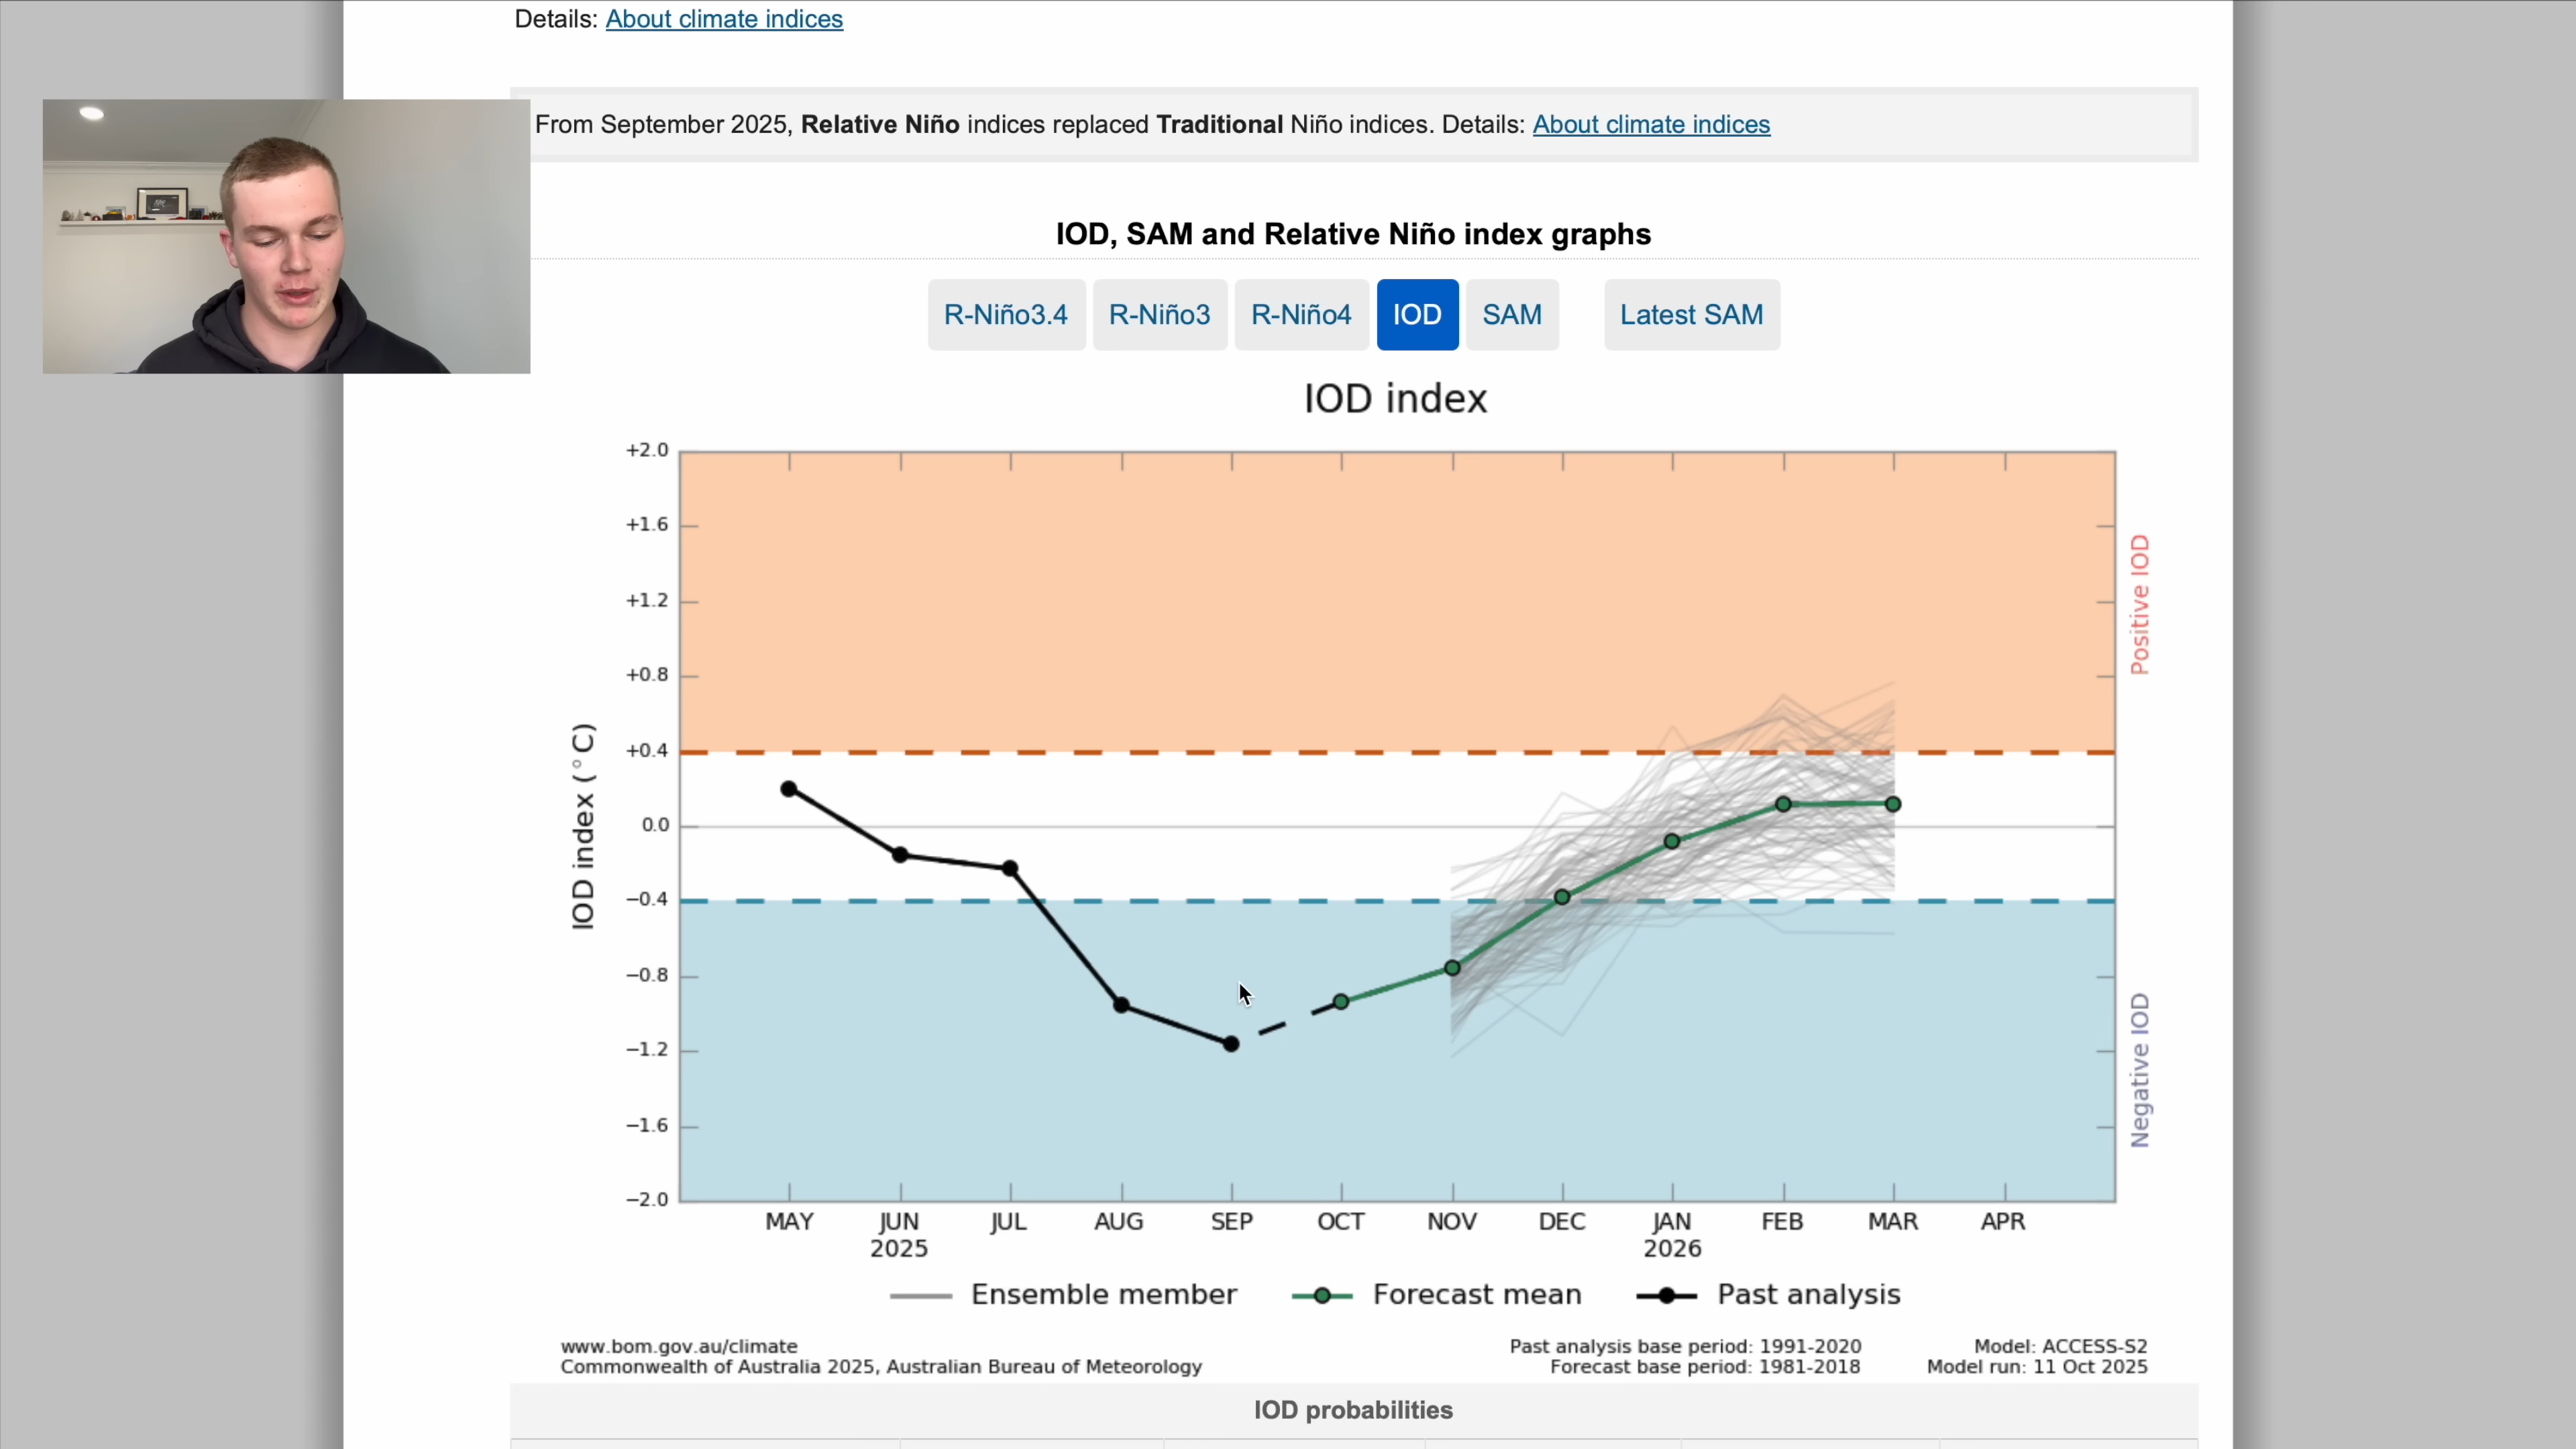 Details: About climate indices
From September 2025, Relative Niño indices replaced Traditional Niño indices. Details: About climate indices
IOD, SAM and Relative Niño index graphs
R-Niño3.4 R-Niño3 R-Niño4 IOD SAM Latest SAM
IOD index
+2.0
+1.6
+1.2
+0.8
+0.4
0.0
−0.4
−0.8
−1.2
−1.6
−2.0
IOD index (°C)
Positive IOD
Negative IOD
MAY JUN JUL AUG SEP OCT NOV DEC JAN FEB MAR APR
2025 2026
Ensemble member Forecast mean Past analysis
www.bom.gov.au/climate Past analysis base period: 1991-2020 Model: ACCESS-S2
Commonwealth of Australia 2025, Australian Bureau of Meteorology Forecast base period: 1981-2018 Model run: 11 Oct 2025
IOD probabilities